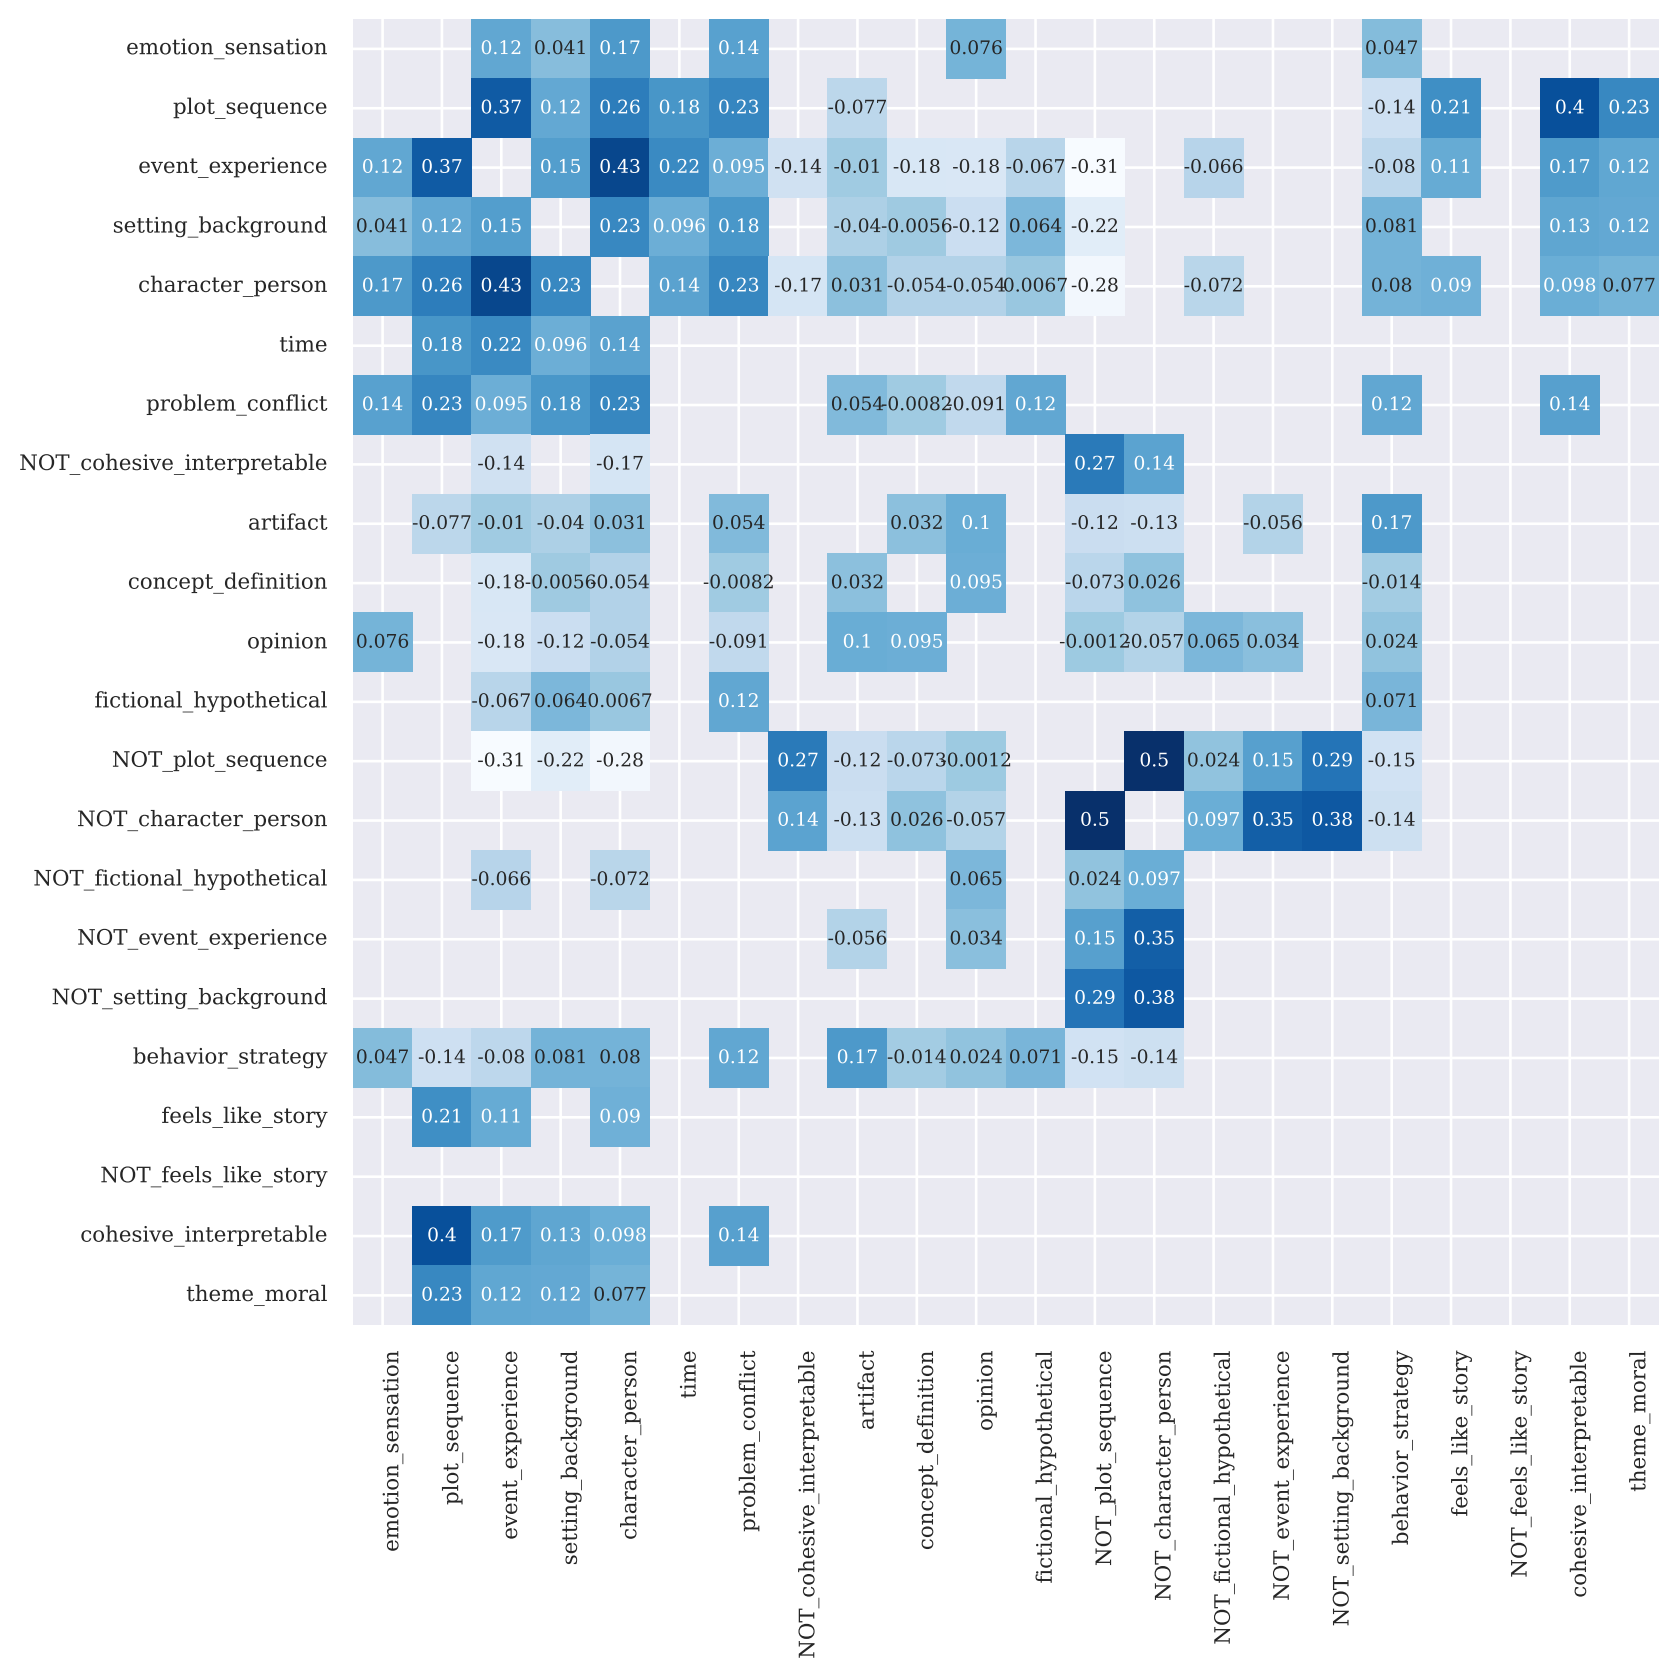 emotion_sensation 0.12 0.041 0.17 0.14 0.076 0.047
plot_sequence 0.37 0.12 0.26 0.18 0.23 -0.077 -0.14 0.21 0.4 0.23
event_experience 0.12 0.37 0.15 0.43 0.22 0.095 -0.14 -0.01 -0.18 -0.18 -0.067 -0.31 -0.066 -0.08 0.11 0.17 0.12
setting_background 0.041 0.12 0.15 0.23 0.096 0.18 -0.04 -0.0056 -0.12 0.064 -0.22 0.081 0.13 0.12
character_person 0.17 0.26 0.43 0.23 0.14 0.23 -0.17 0.031 -0.054 -0.054 0.0067 -0.28 -0.072 0.08 0.09 0.098 0.077
time 0.18 0.22 0.096 0.14
problem_conflict 0.14 0.23 0.095 0.18 0.23 0.054 -0.0082 -0.091 0.12 0.12 0.14
NOT_cohesive_interpretable -0.14 -0.17 0.27 0.14
artifact -0.077 -0.01 -0.04 0.031 0.054 0.032 0.1 -0.12 -0.13 -0.056 0.17
concept_definition -0.18 -0.0056 -0.054 -0.0082 0.032 0.095 -0.073 0.026 -0.014
opinion 0.076 -0.18 -0.12 -0.054 -0.091 0.1 0.095 -0.0012 -0.057 0.065 0.034 0.024
fictional_hypothetical -0.067 0.064 0.0067 0.12 0.071
NOT_plot_sequence -0.31 -0.22 -0.28 0.27 -0.12 -0.073 -0.0012 0.5 0.024 0.15 0.29 -0.15
NOT_character_person 0.14 -0.13 0.026 -0.057 0.5 0.097 0.35 0.38 -0.14
NOT_fictional_hypothetical -0.066 -0.072 0.065 0.024 0.097
NOT_event_experience -0.056 0.034 0.15 0.35
NOT_setting_background 0.29 0.38
behavior_strategy 0.047 -0.14 -0.08 0.081 0.08 0.12 0.17 -0.014 0.024 0.071 -0.15 -0.14
feels_like_story 0.21 0.11 0.09
NOT_feels_like_story
cohesive_interpretable 0.4 0.17 0.13 0.098 0.14
theme_moral 0.23 0.12 0.12 0.077
emotion_sensation
plot_sequence
event_experience
setting_background
character_person
time
problem_conflict
NOT_cohesive_interpretable
artifact
concept_definition
opinion
fictional_hypothetical
NOT_plot_sequence
NOT_character_person
NOT_fictional_hypothetical
NOT_event_experience
NOT_setting_background
behavior_strategy
feels_like_story
NOT_feels_like_story
cohesive_interpretable
theme_moral